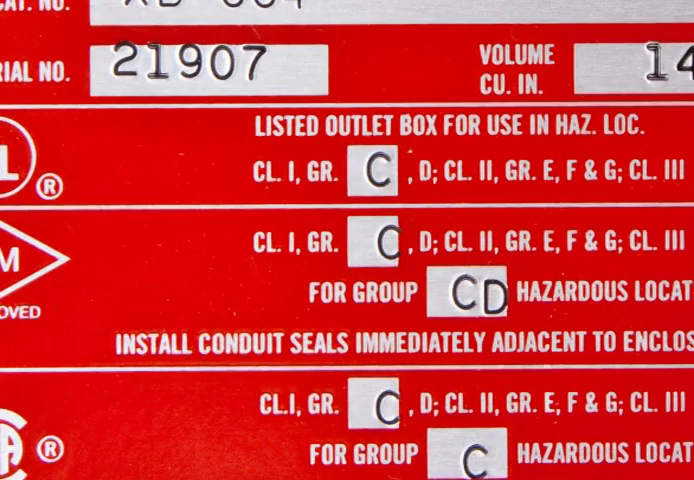 CAT. NO.
RIAL NO. 21907 VOLUME CU. IN. 14
LISTED OUTLET BOX FOR USE IN HAZ. LOC.
L ® CL. I, GR. C , D; CL. II, GR. E, F & G; CL. III
M CL. I, GR. C , D; CL. II, GR. E, F & G; CL. III
OVED FOR GROUP CD HAZARDOUS LOCAT
INSTALL CONDUIT SEALS IMMEDIATELY ADJACENT TO ENCLOS
CL.I, GR. C , D; CL. II, GR. E, F & G; CL. III
® FOR GROUP C HAZARDOUS LOCAT